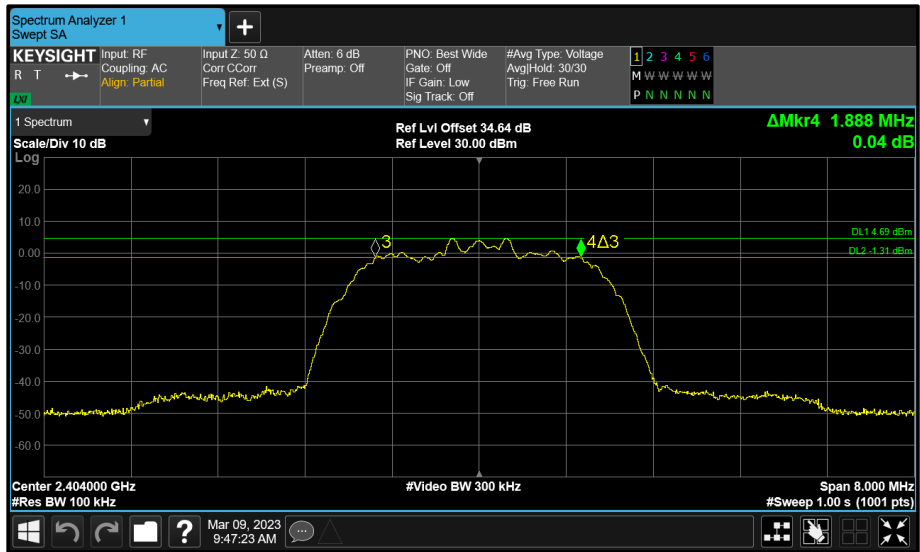 Spectrum Analyzer 1
Swept SA
KEYSIGHT
R T
LXI
Input: RF
Coupling: AC
Align: Partial
Input Z: 50 Ω
Corr CCorr
Freq Ref: Ext (S)
Atten: 6 dB
Preamp: Off
PNO: Best Wide
Gate: Off
IF Gain: Low
Sig Track: Off
#Avg Type: Voltage
Avg|Hold: 30/30
Trig: Free Run
1 2 3 4 5 6
M W W W W W
P N N N N N
1 Spectrum
Scale/Div 10 dB
Ref Lvl Offset 34.64 dB
Ref Level 30.00 dBm
ΔMkr4 1.888 MHz
0.04 dB
Log
20.0
10.0
0.00
-10.0
-20.0
-30.0
-40.0
-50.0
-60.0
3
4Δ3
DL1 4.69 dBm
DL2 -1.31 dBm
Center 2.404000 GHz
#Res BW 100 kHz
#Video BW 300 kHz
Span 8.000 MHz
#Sweep 1.00 s (1001 pts)
?
Mar 09, 2023
9:47:23 AM